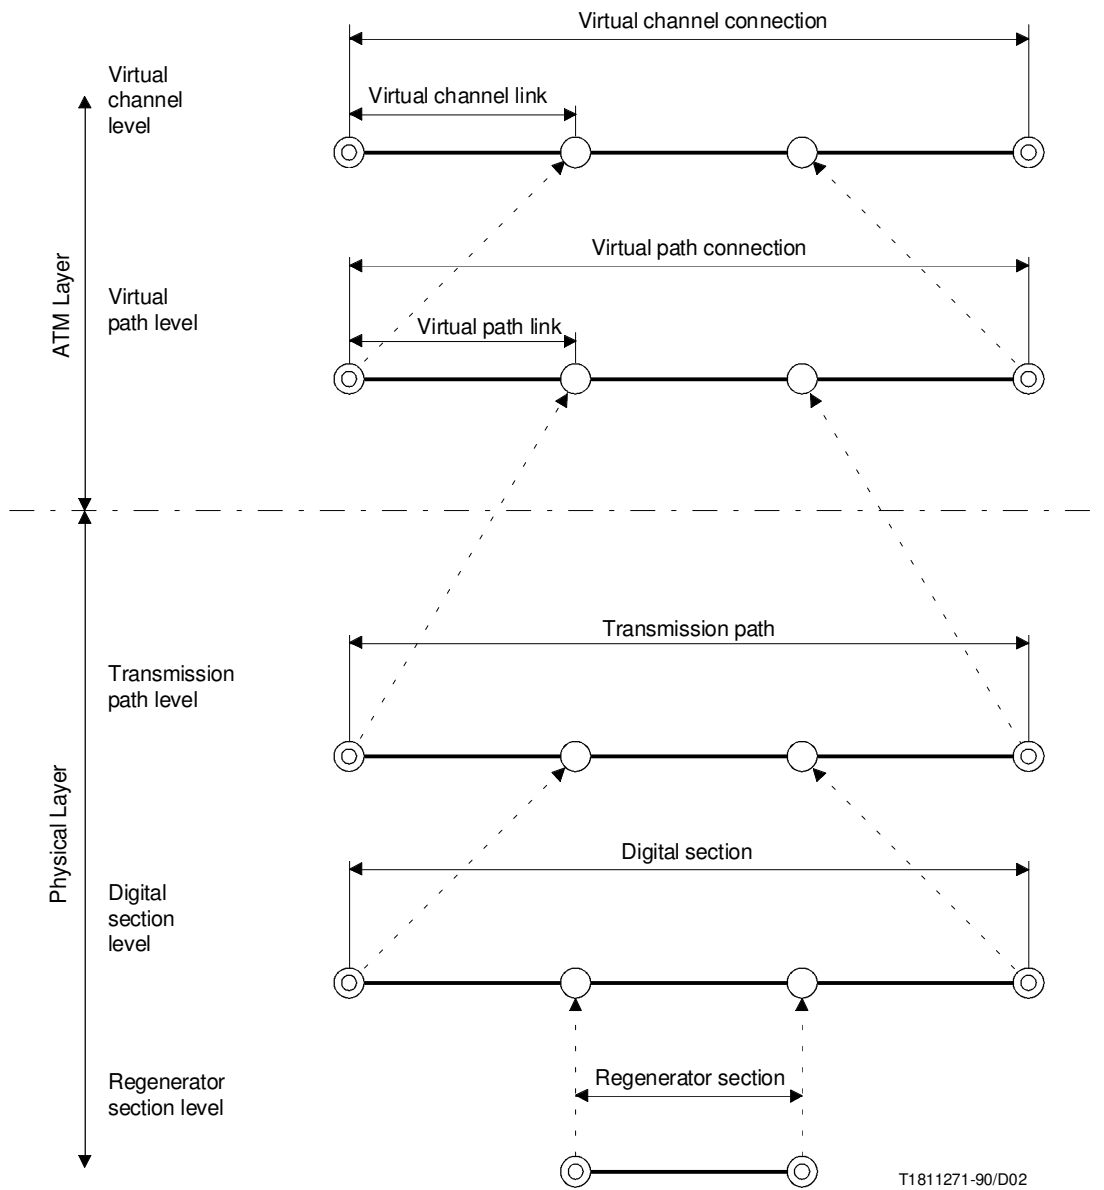 Virtual channel connection
Virtual
channel
level
Virtual channel link
Virtual path connection
ATM Layer
Virtual
path level
Virtual path link
Transmission path
Transmission
path level
Physical Layer
Digital section
Digital
section
level
Regenerator section
Regenerator
section level
T1811271-90/D02